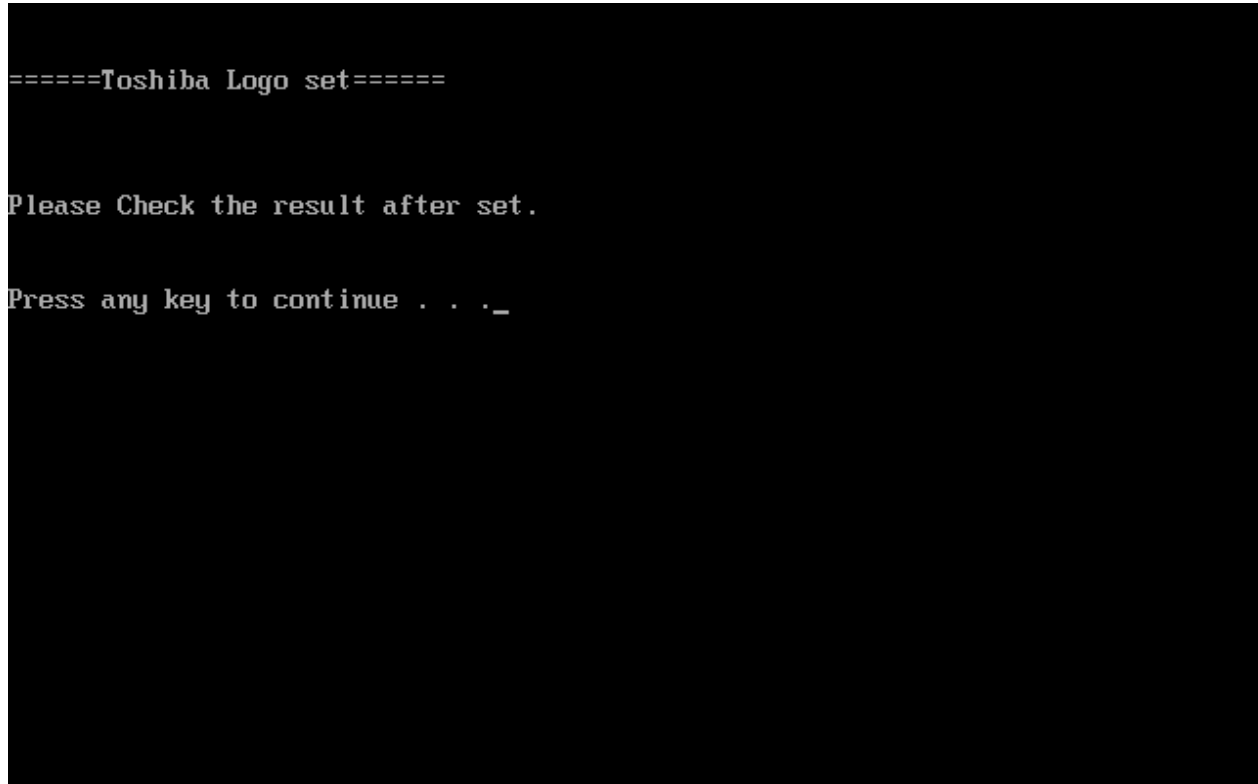 ======Toshiba Logo set======
Please Check the result after set.
Press any key to continue . . ._